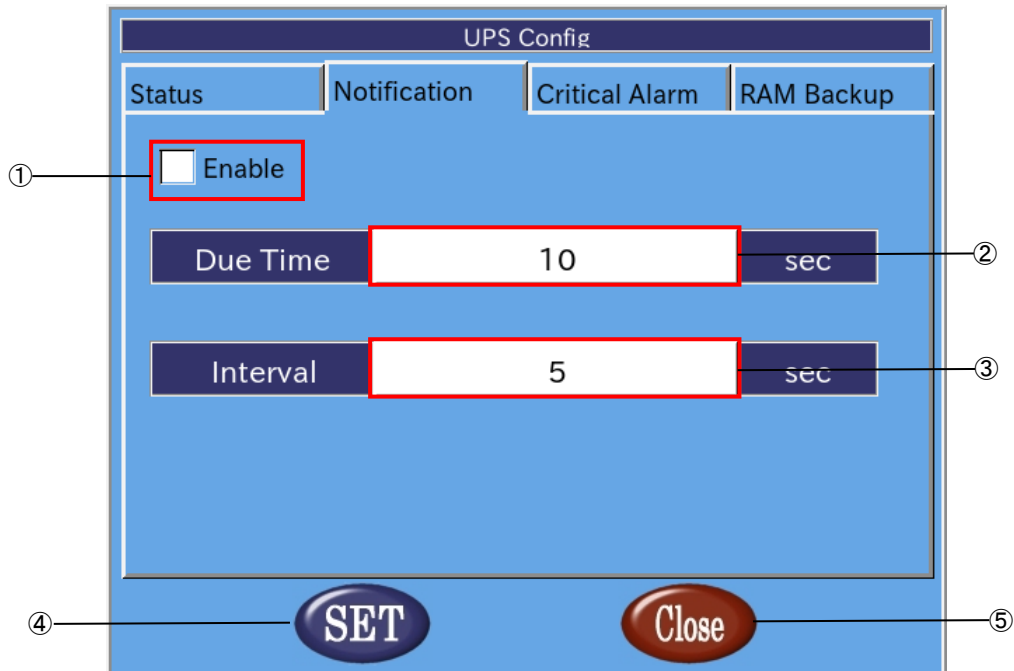 UPS Config
Status Notification Critical Alarm RAM Backup
① Enable
Due Time 10 sec ②
Interval 5 sec ③
④ SET Close ⑤